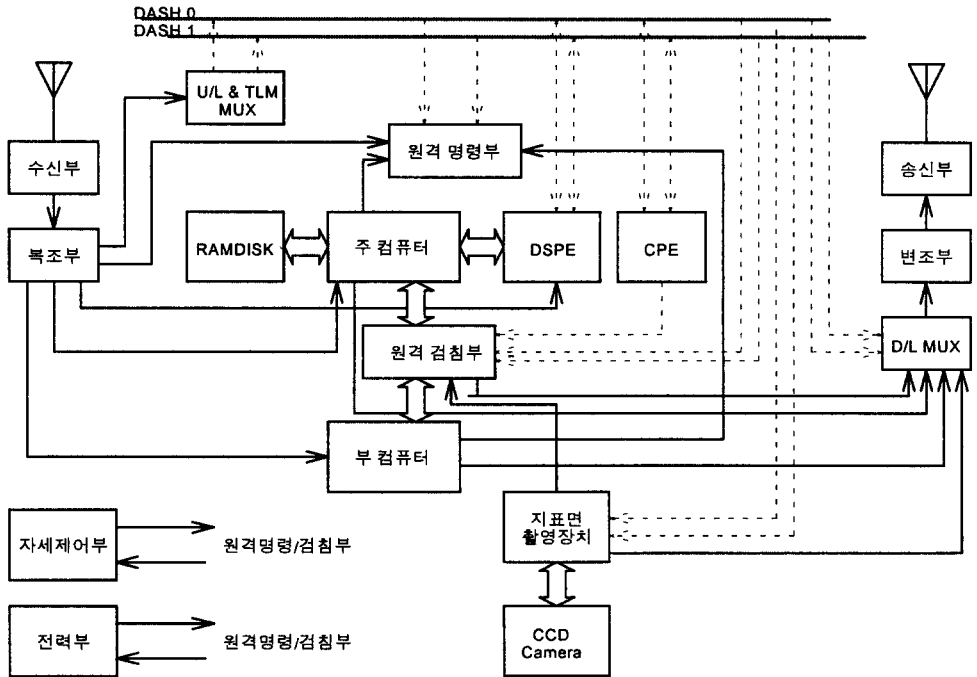 DASH 0
DASH 1
U/L & TLM
MUX
원격 명령부
수신부
송신부
복조부
RAMDISK
주 컴퓨터
DSPE
CPE
변조부
원격 검침부
D/L MUX
부 컴퓨터
지표면
촬영장치
자세제어부
원격명령/검침부
CCD
Camera
전력부
원격명령/검침부